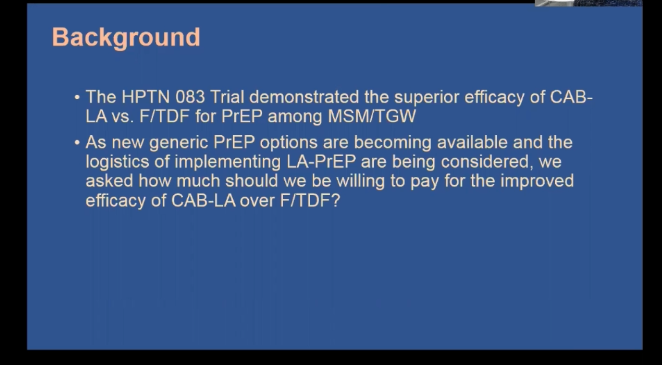 Background
• The HPTN 083 Trial demonstrated the superior efficacy of CAB-
LA vs. F/TDF for PrEP among MSM/TGW
• As new generic PrEP options are becoming available and the
logistics of implementing LA-PrEP are being considered, we
asked how much should we be willing to pay for the improved
efficacy of CAB-LA over F/TDF?